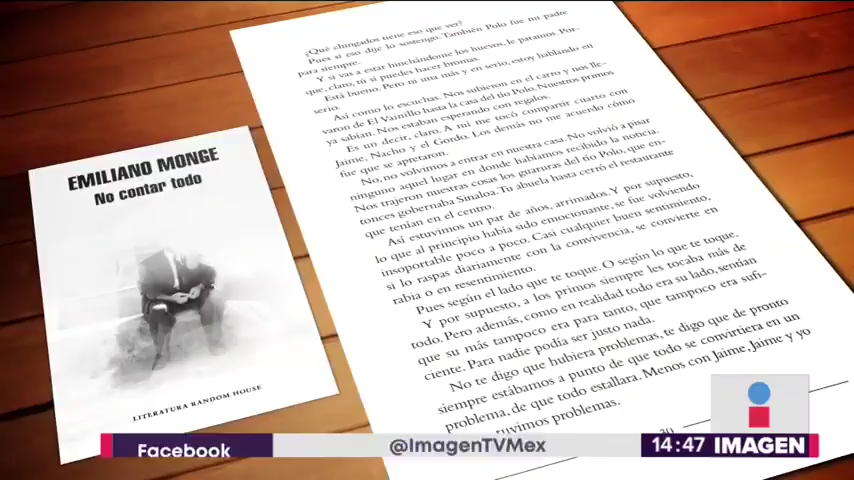 EMILIANO MONGE
No contar todo
LITERATURA RANDOM HOUSE
¿Qué chingados tiene eso que ver?
Pues si eso dije lo sostengo. También Polo fue mi padre
para siempre.
Y si vas a estar hinchándome los huevos, le paramos. Por-
que, claro, tú sí puedes hacer bromas.
Está bueno. Pero ni una más y en serio, estoy hablando en
serio.
Así como lo escuchas. Nos subieron en el carro y nos lle-
varon de El Vainillo hasta la casa del tío Polo. Nuestros primos
ya sabían. Nos estaban esperando con regalos.
Es un decir, claro. A mí me tocó compartir cuarto con
Jaime, Nacho y el Gordo. Los demás no me acuerdo cómo
fue que se apretaron.
No, no volvimos a entrar en nuestra casa. No volvió a pisar
ninguno aquel lugar en donde habíamos recibido la noticia.
Nos trajeron nuestras cosas los guaruras del tío Polo, que en-
tonces gobernaba Sinaloa. Tu abuela hasta cerró el restaurante
que tenían en el centro.
Así estuvimos un par de años, arrimados. Y por supuesto,
lo que al principio había sido emocionante, se fue volviendo
insoportable poco a poco. Casi cualquier buen sentimiento,
si lo raspas diariamente con la convivencia, se convierte en
rabia o en resentimiento.
Pues según el lado que te toque. O según lo que te toque.
Y por supuesto, a los primos siempre les tocaba más de
todo. Pero además, como en realidad todo era su lado, sentían
que su más tampoco era para tanto, que tampoco era sufi-
ciente. Para nadie podía ser justo nada.
No te digo que hubiera problemas, te digo que de pronto
siempre estábamos a punto de que todo se convirtiera en un
problema, de que todo estallara. Menos con Jaime. Jaime y yo
tuvimos problemas.
30
Facebook
@ImagenTVMex
14:47 IMAGEN